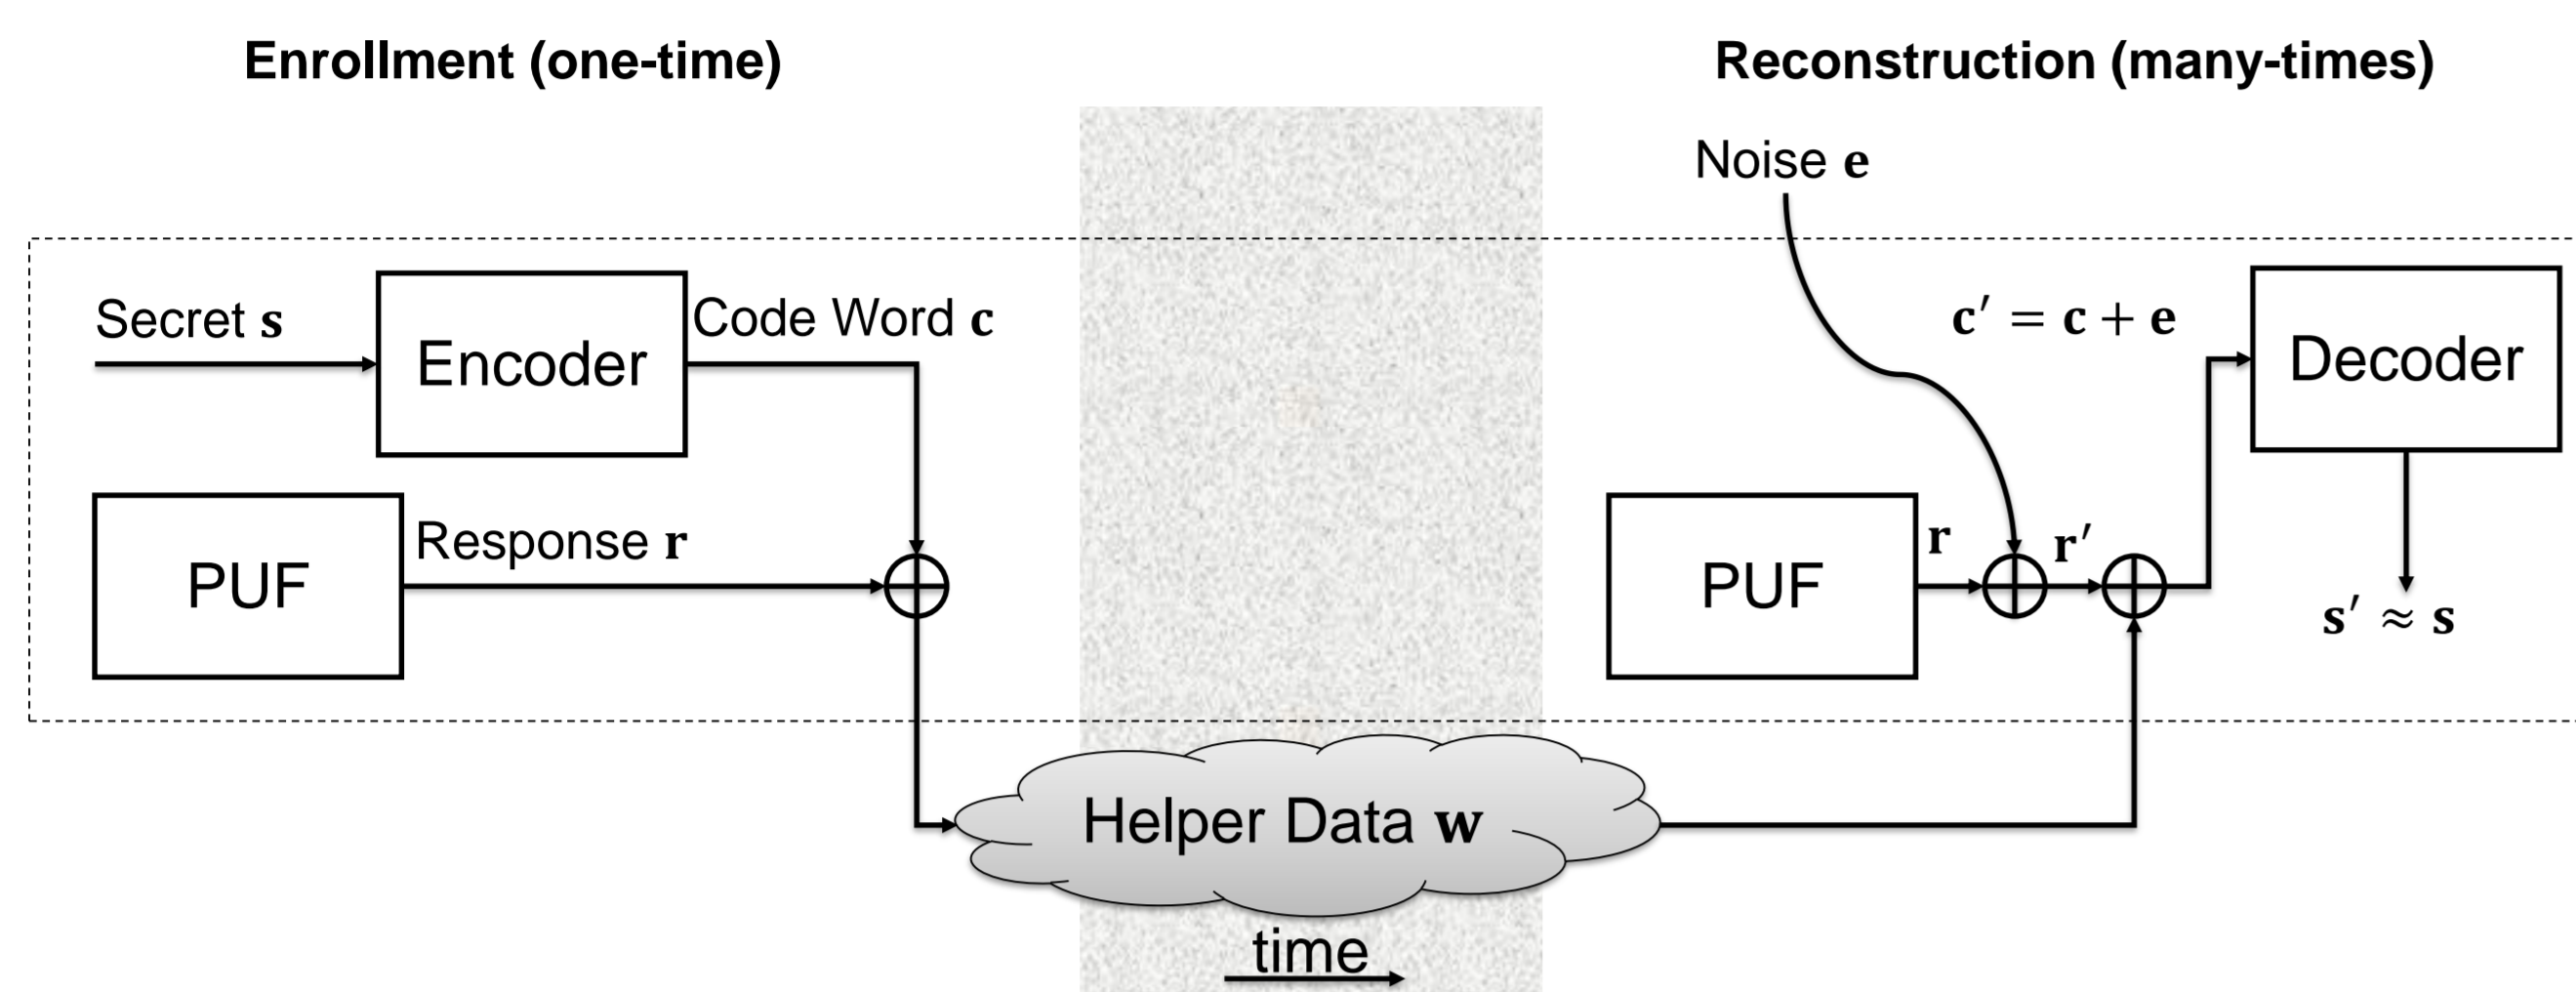 Enrollment (one-time)
Reconstruction (many-times)
Noise e
Secret s
Encoder
Code Word c
c′ = c + e
Decoder
PUF
Response r
PUF
r
r′
s′ ≈ s
Helper Data w
time